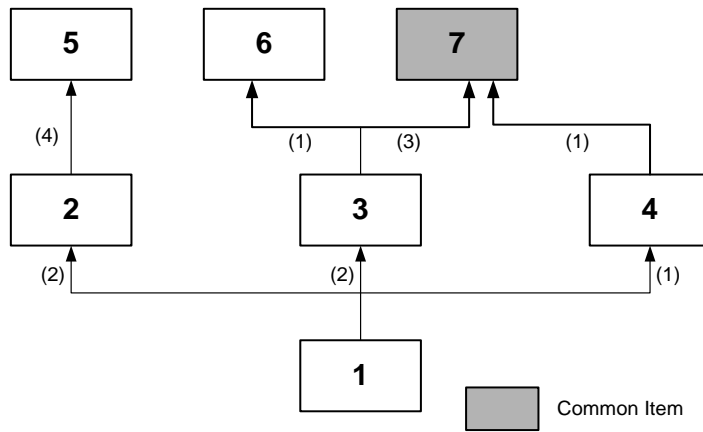 5 6 7
(4) (1) (3) (1)
2 3 4
(2) (2) (1)
1
Common Item